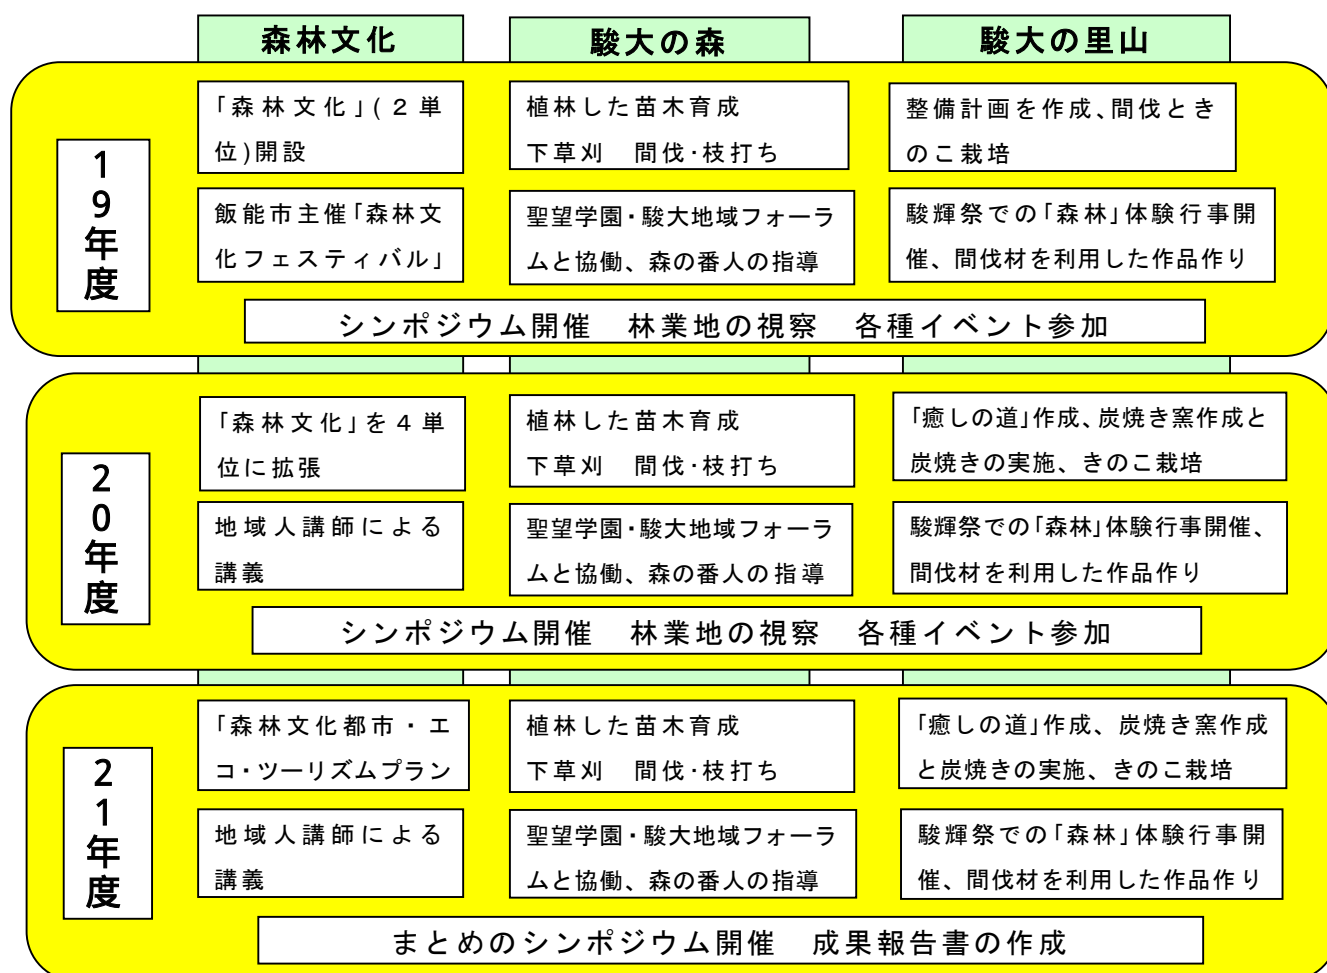 森林文化
駿大の森
駿大の里山
19年度
「森林文化」(２単
位)開設
植林した苗木育成
下草刈　間伐・枝打ち
整備計画を作成、間伐とき
のこ栽培
飯能市主催「森林文
化フェスティバル」
聖望学園・駿大地域フォーラ
ムと協働、森の番人の指導
駿輝祭での「森林」体験行事開
催、間伐材を利用した作品作り
シンポジウム開催　林業地の視察　各種イベント参加
20年度
「森林文化」を４単
位に拡張
植林した苗木育成
下草刈　間伐・枝打ち
「癒しの道」作成、炭焼き窯作成と
炭焼きの実施、きのこ栽培
地域人講師による
講義
聖望学園・駿大地域フォーラ
ムと協働、森の番人の指導
駿輝祭での「森林」体験行事開催、
間伐材を利用した作品作り
シンポジウム開催　林業地の視察　各種イベント参加
21年度
「森林文化都市・エ
コ・ツーリズムプラン
植林した苗木育成
下草刈　間伐・枝打ち
「癒しの道」作成、炭焼き窯作成
と炭焼きの実施、きのこ栽培
地域人講師による
講義
聖望学園・駿大地域フォーラ
ムと協働、森の番人の指導
駿輝祭での「森林」体験行事開
催、間伐材を利用した作品作り
まとめのシンポジウム開催　成果報告書の作成